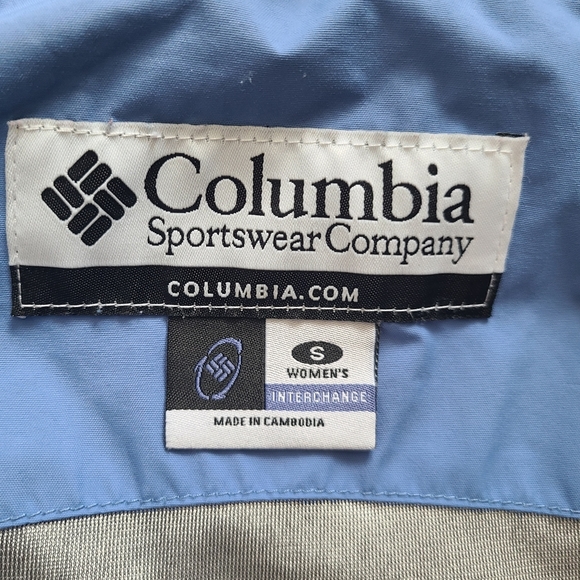 Columbia
Sportswear Company
COLUMBIA.COM
S
WOMEN'S
INTERCHANGE
MADE IN CAMBODIA